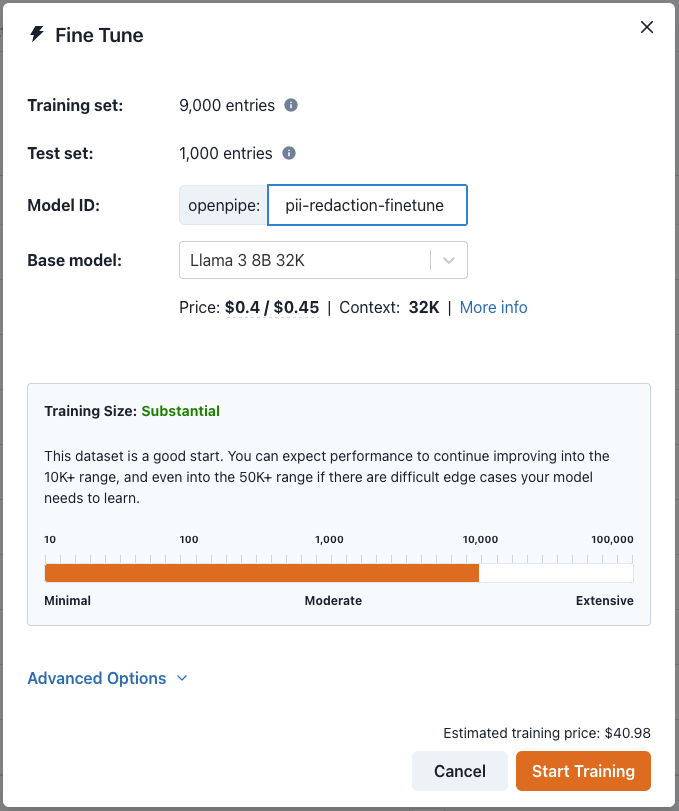 Fine Tune
Training set: 9,000 entries
Test set: 1,000 entries
Model ID: openpipe: pii-redaction-finetune
Base model: Llama 3 8B 32K
Price: $0.4 / $0.45 | Context: 32K | More info
Training Size: Substantial
This dataset is a good start. You can expect performance to continue improving into the
10K+ range, and even into the 50K+ range if there are difficult edge cases your model
needs to learn.
10 100 1,000 10,000 100,000
Minimal Moderate Extensive
Advanced Options
Estimated training price: $40.98
Cancel Start Training